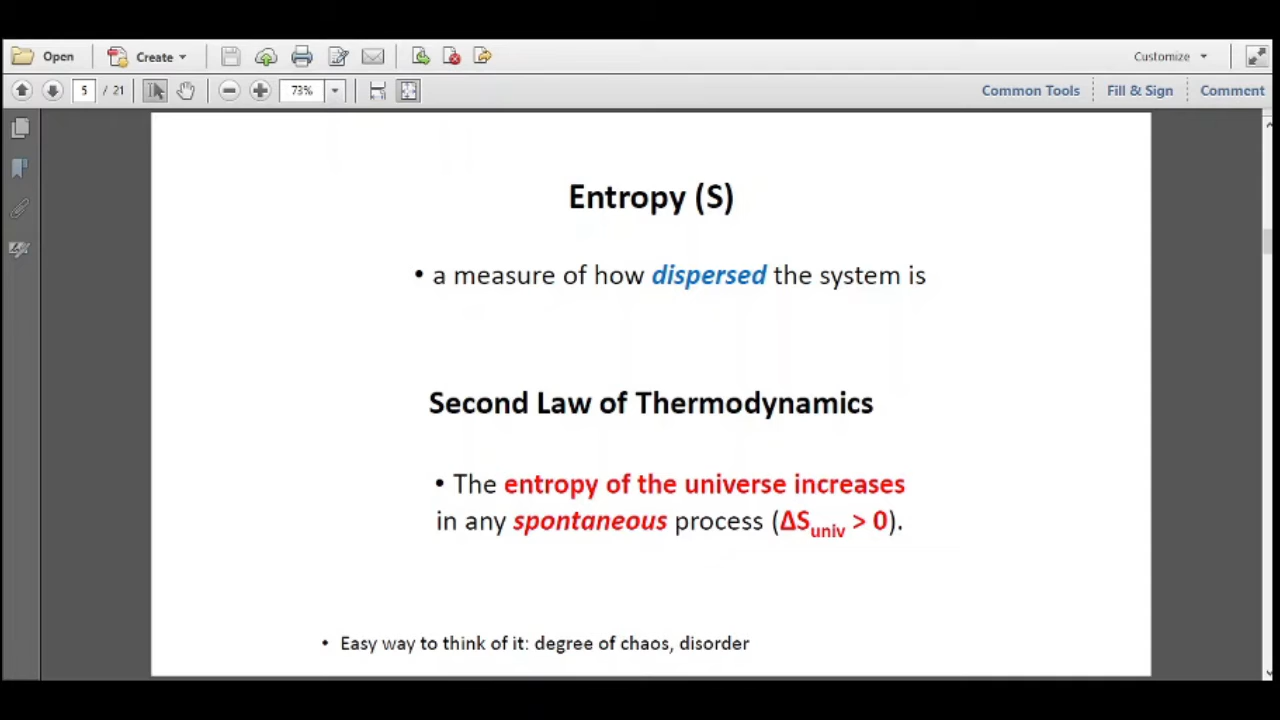 Open Create Customize
5 / 21 73% Common Tools Fill & Sign Comment
Entropy (S)
• a measure of how dispersed the system is
Second Law of Thermodynamics
• The entropy of the universe increases
in any spontaneous process (ΔSuniv > 0).
• Easy way to think of it: degree of chaos, disorder